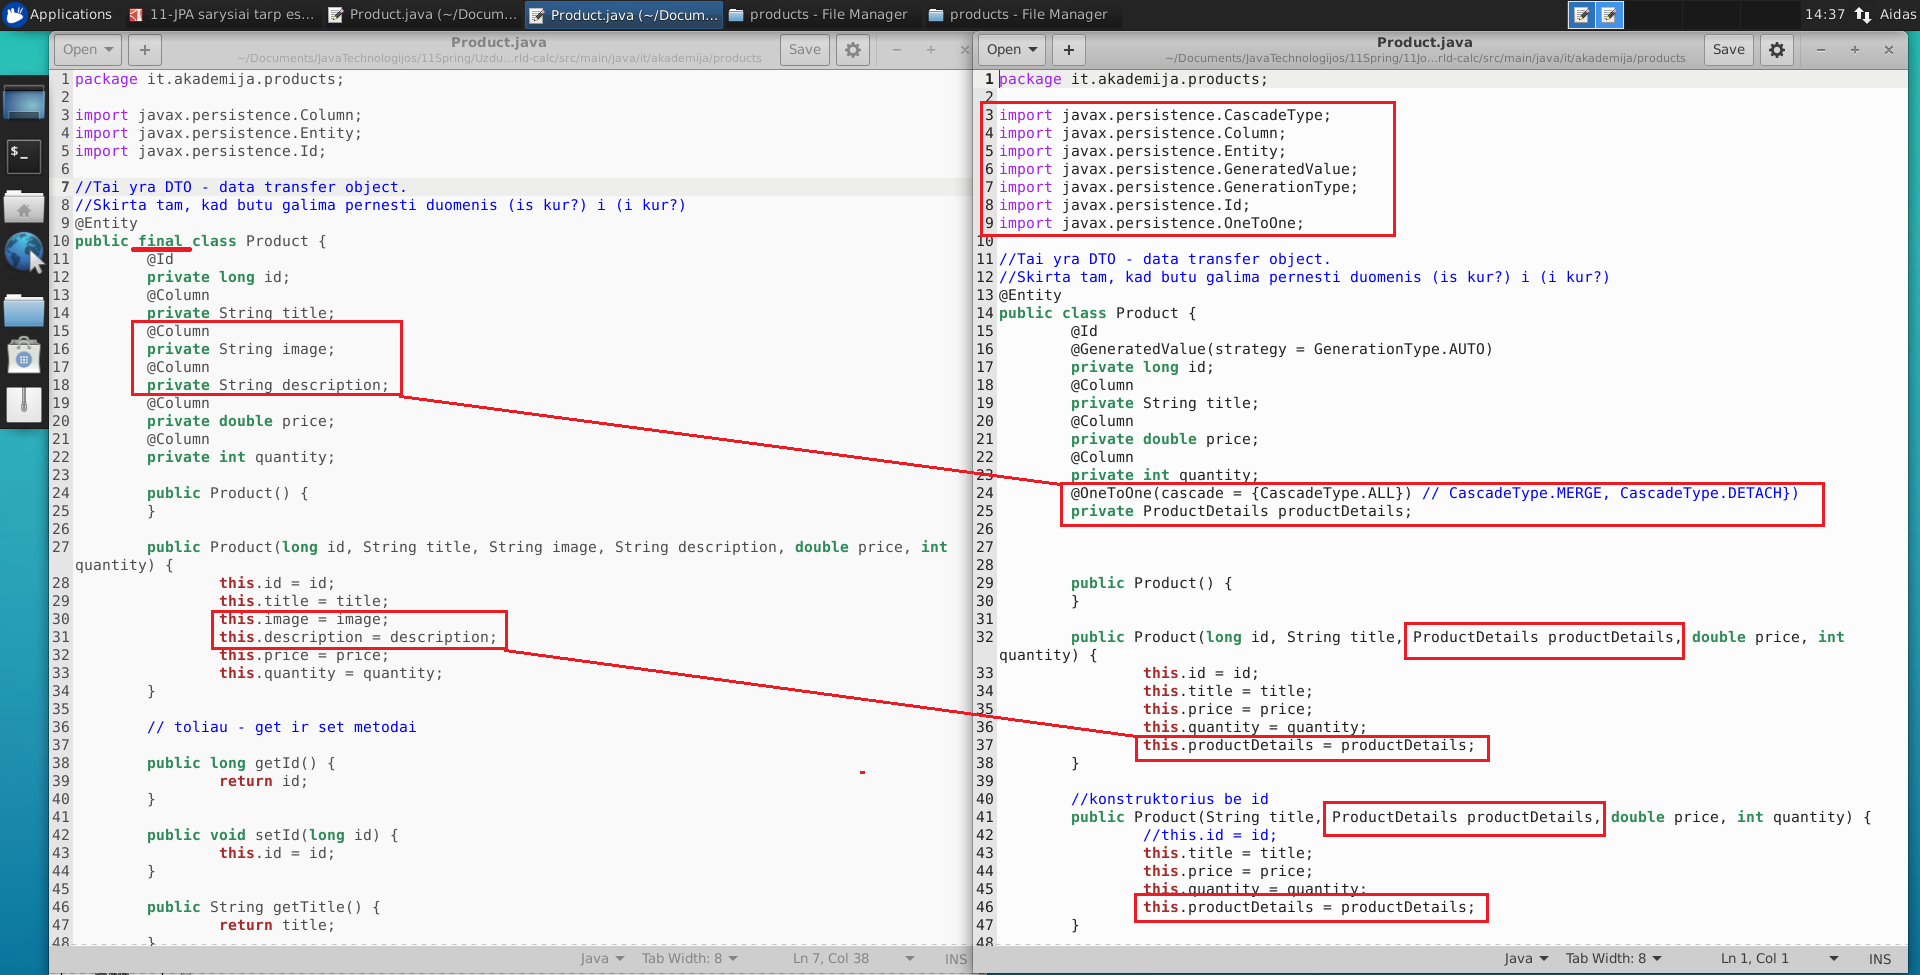 Applications
11-JPA sarysiai tarp es...
Product.java (~/Docum...
Product.java (~/Docum...
products - File Manager
products - File Manager
14:37
Aidas
Open
Product.java
~/Documents/JavaTechnologijos/11Spring/Uzdu...rld-calc/src/main/java/it/akademija/products
Save
1 package it.akademija.products;
2
3 import javax.persistence.Column;
4 import javax.persistence.Entity;
5 import javax.persistence.Id;
6
7 //Tai yra DTO - data transfer object.
8 //Skirta tam, kad butu galima pernesti duomenis (is kur?) i (i kur?)
9 @Entity
10 public final class Product {
11 @Id
12 private long id;
13 @Column
14 private String title;
15 @Column
16 private String image;
17 @Column
18 private String description;
19 @Column
20 private double price;
21 @Column
22 private int quantity;
23
24 public Product() {
25 }
26
27 public Product(long id, String title, String image, String description, double price, int
quantity) {
28 this.id = id;
29 this.title = title;
30 this.image = image;
31 this.description = description;
32 this.price = price;
33 this.quantity = quantity;
34 }
35
36 // toliau - get ir set metodai
37
38 public long getId() {
39 return id;
40 }
41
42 public void setId(long id) {
43 this.id = id;
44 }
45
46 public String getTitle() {
47 return title;
48 }
Java
Tab Width: 8
Ln 7, Col 38
INS
Open
Product.java
~/Documents/JavaTechnologijos/11Spring/11Jo...rld-calc/src/main/java/it/akademija/products
Save
1 package it.akademija.products;
2
3 import javax.persistence.CascadeType;
4 import javax.persistence.Column;
5 import javax.persistence.Entity;
6 import javax.persistence.GeneratedValue;
7 import javax.persistence.GenerationType;
8 import javax.persistence.Id;
9 import javax.persistence.OneToOne;
10
11 //Tai yra DTO - data transfer object.
12 //Skirta tam, kad butu galima pernesti duomenis (is kur?) i (i kur?)
13 @Entity
14 public class Product {
15 @Id
16 @GeneratedValue(strategy = GenerationType.AUTO)
17 private long id;
18 @Column
19 private String title;
20 @Column
21 private double price;
22 @Column
23 private int quantity;
24 @OneToOne(cascade = {CascadeType.ALL}) // CascadeType.MERGE, CascadeType.DETACH})
25 private ProductDetails productDetails;
26
27
28
29 public Product() {
30 }
31
32 public Product(long id, String title, ProductDetails productDetails, double price, int
quantity) {
33 this.id = id;
34 this.title = title;
35 this.price = price;
36 this.quantity = quantity;
37 this.productDetails = productDetails;
38 }
39
40 //konstruktorius be id
41 public Product(String title, ProductDetails productDetails, double price, int quantity) {
42 //this.id = id;
43 this.title = title;
44 this.price = price;
45 this.quantity = quantity;
46 this.productDetails = productDetails;
47 }
48
Java
Tab Width: 8
Ln 1, Col 1
INS